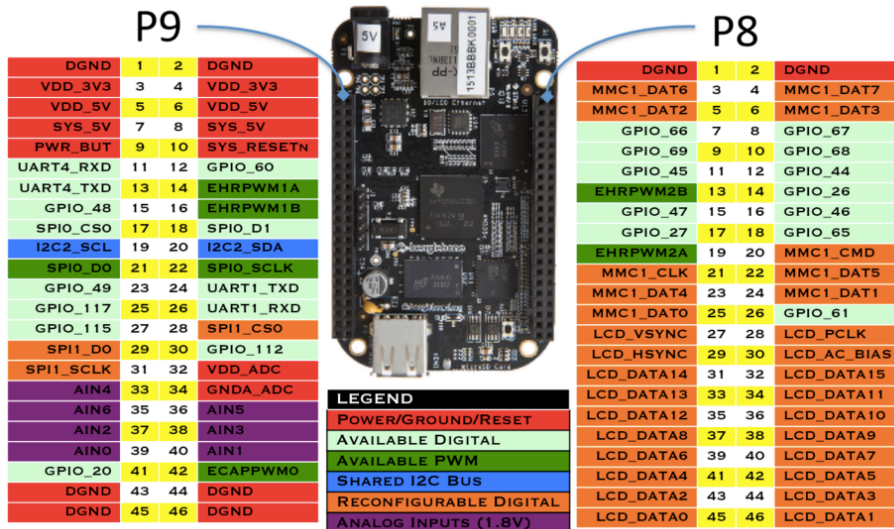 P9
P8
DGND 1 2 DGND
VDD_3V3 3 4 VDD_3V3
VDD_5V 5 6 VDD_5V
SYS_5V 7 8 SYS_5V
PWR_BUT 9 10 SYS_RESETN
UART4_RXD 11 12 GPIO_60
UART4_TXD 13 14 EHRPWM1A
GPIO_48 15 16 EHRPWM1B
SPI0_CS0 17 18 SPI0_D1
I2C2_SCL 19 20 I2C2_SDA
SPI0_D0 21 22 SPI0_SCLK
GPIO_49 23 24 UART1_TXD
GPIO_117 25 26 UART1_RXD
GPIO_115 27 28 SPI1_CS0
SPI1_D0 29 30 GPIO_112
SPI1_SCLK 31 32 VDD_ADC
AIN4 33 34 GNDA_ADC
AIN6 35 36 AIN5
AIN2 37 38 AIN3
AIN0 39 40 AIN1
GPIO_20 41 42 ECAPPWM0
DGND 43 44 DGND
DGND 45 46 DGND
5V
A5
1513BBBK0001
10/100 Ethernet
beagleboard.org
MicroSD Card
LEGEND
POWER/GROUND/RESET
AVAILABLE DIGITAL
AVAILABLE PWM
SHARED I2C BUS
RECONFIGURABLE DIGITAL
ANALOG INPUTS (1.8V)
DGND 1 2 DGND
MMC1_DAT6 3 4 MMC1_DAT7
MMC1_DAT2 5 6 MMC1_DAT3
GPIO_66 7 8 GPIO_67
GPIO_69 9 10 GPIO_68
GPIO_45 11 12 GPIO_44
EHRPWM2B 13 14 GPIO_26
GPIO_47 15 16 GPIO_46
GPIO_27 17 18 GPIO_65
EHRPWM2A 19 20 MMC1_CMD
MMC1_CLK 21 22 MMC1_DAT5
MMC1_DAT4 23 24 MMC1_DAT1
MMC1_DAT0 25 26 GPIO_61
LCD_VSYNC 27 28 LCD_PCLK
LCD_HSYNC 29 30 LCD_AC_BIAS
LCD_DATA14 31 32 LCD_DATA15
LCD_DATA13 33 34 LCD_DATA11
LCD_DATA12 35 36 LCD_DATA10
LCD_DATA8 37 38 LCD_DATA9
LCD_DATA6 39 40 LCD_DATA7
LCD_DATA4 41 42 LCD_DATA5
LCD_DATA2 43 44 LCD_DATA3
LCD_DATA0 45 46 LCD_DATA1